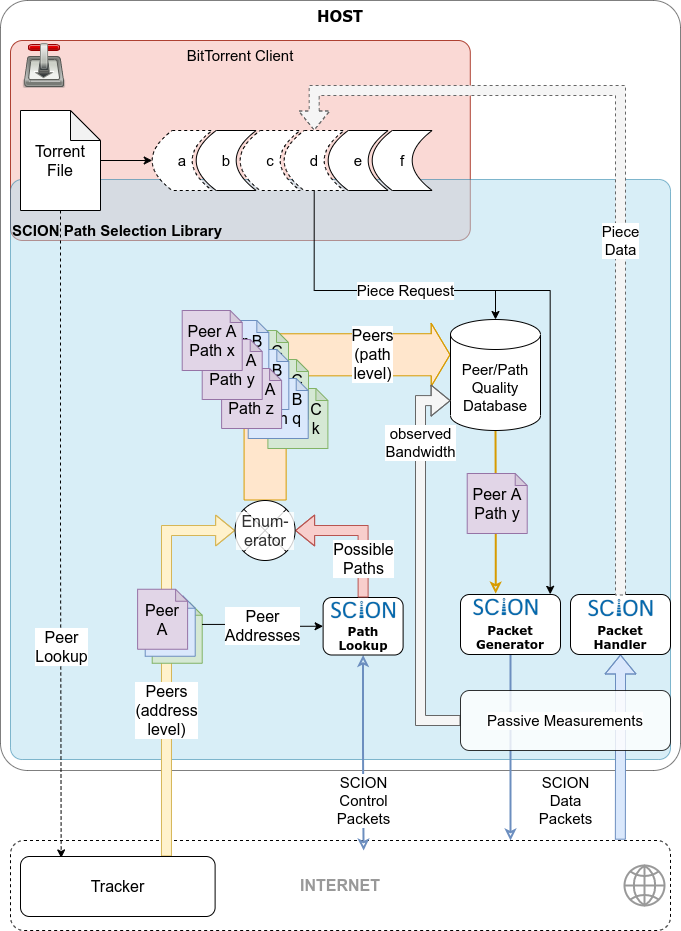 HOST
BitTorrent Client
Torrent
File
a
b
c
d
e
f
SCION Path Selection Library
Piece
Data
Piece Request
Peer A
Path x
B
C
A
Path y
B
C
A
Path z
B
h q
C
k
Peers
(path
level)
Peer/Path
Quality
Database
observed
Bandwidth
Peer A
Path y
Enum-
erator
Possible
Paths
Peer
A
Peer
Addresses
SCION
Path
Lookup
SCION
Packet
Generator
SCION
Packet
Handler
Peer
Lookup
Peers
(address
level)
Passive Measurements
SCION
Control
Packets
SCION
Data
Packets
Tracker
INTERNET